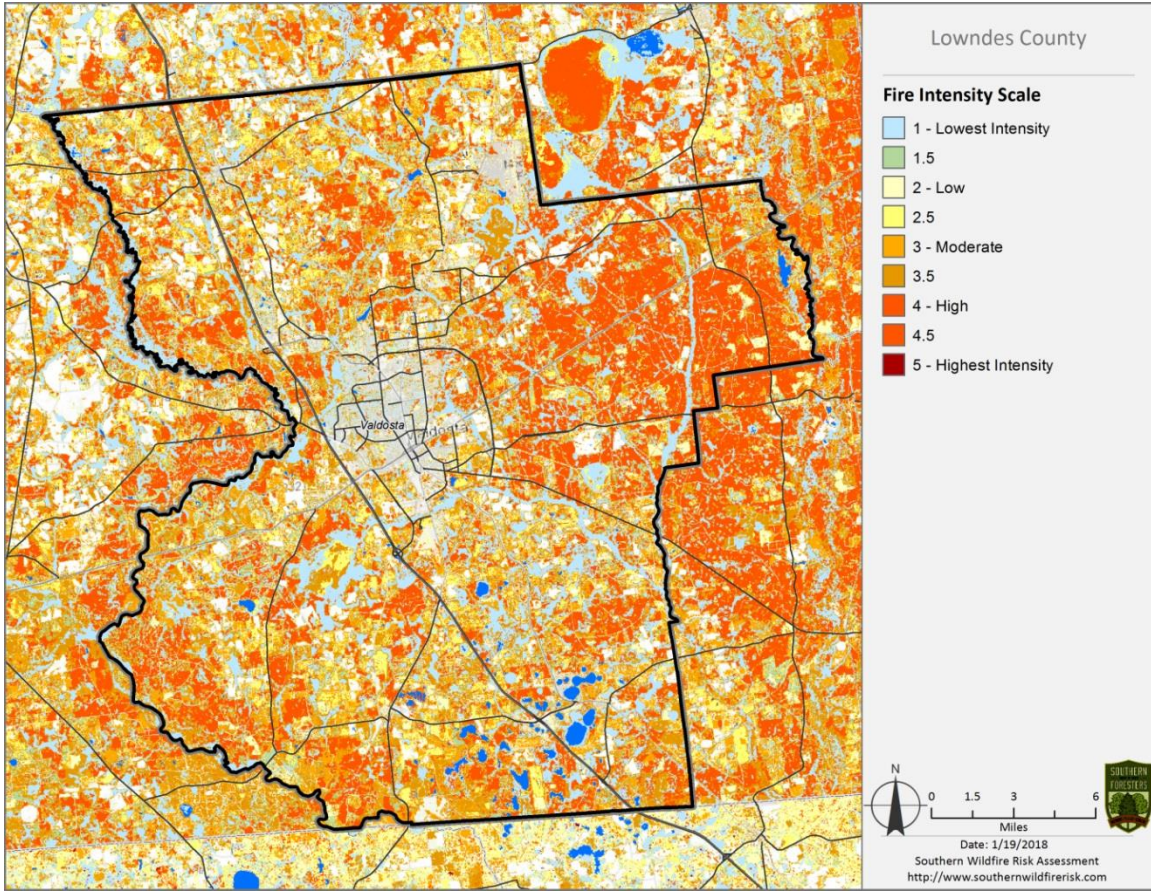 Lowndes County
Fire Intensity Scale
1 - Lowest Intensity
1.5
2 - Low
2.5
3 - Moderate
3.5
4 - High
4.5
5 - Highest Intensity
Valdosta
N
0 1.5 3 6
Miles
SOUTHERN
FORESTERS
Date: 1/19/2018
Southern Wildfire Risk Assessment
http://www.southernwildfirerisk.com